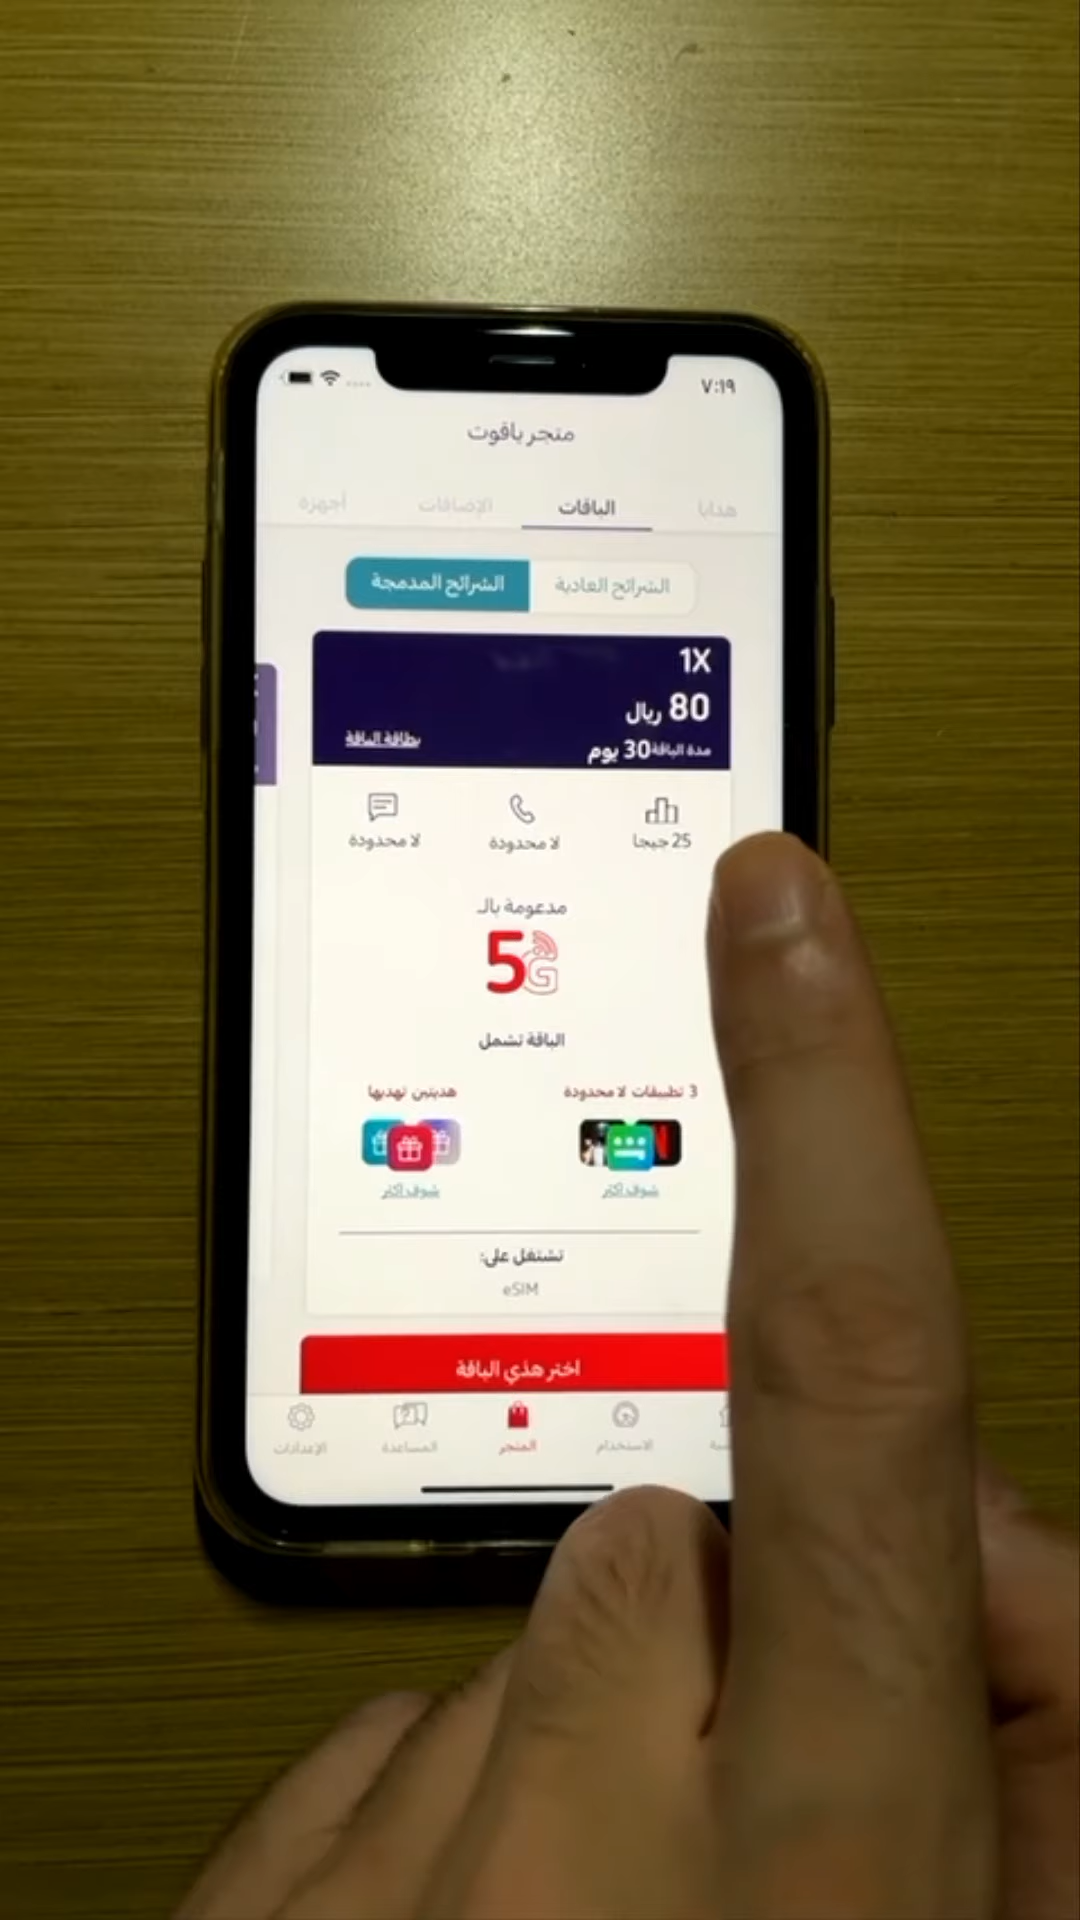 ٧:١٩
متجر ياقوت
هدايا الباقات الإضافات أجهزة
الشرائح العادية الشرائح المدمجة
1X
80 ريال
مدة الباقة 30 يوم بطاقة الباقة
25 جيجا لا محدودة لا محدودة
مدعومة بالـ
5G
الباقة تشمل
3 تطبيقات لا محدودة هديتين تهديها
شوف أكثر شوف أكثر
تشتغل على:
eSIM
اختر هذي الباقة
الاستخدام المتجر المساعدة الإعدادات